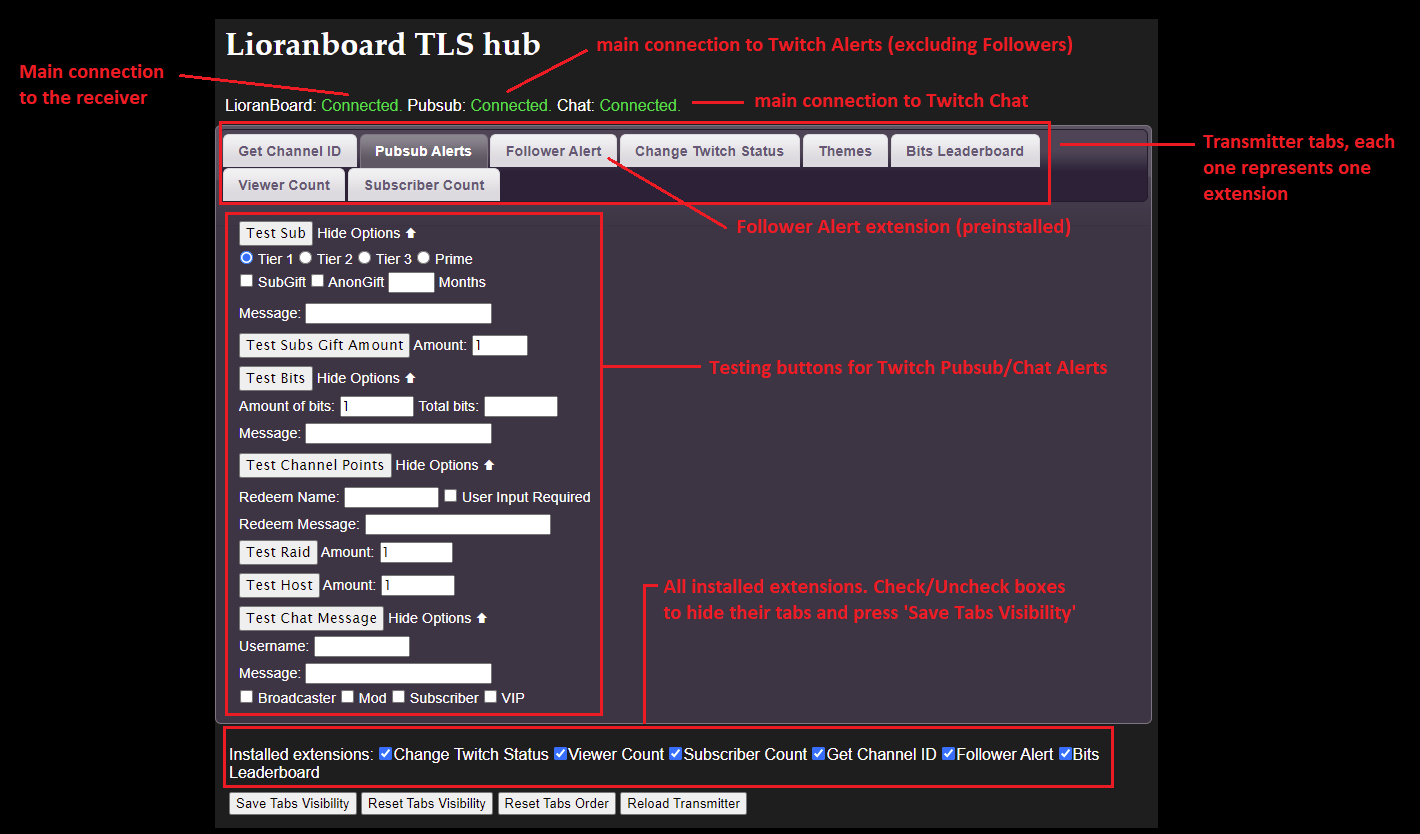 Lioranboard TLS hub
main connection to Twitch Alerts (excluding Followers)
Main connection
to the receiver
LioranBoard: Connected. Pubsub: Connected. Chat: Connected.
main connection to Twitch Chat
Get Channel ID
Pubsub Alerts
Follower Alert
Change Twitch Status
Themes
Bits Leaderboard
Viewer Count
Subscriber Count
Transmitter tabs, each
one represents one
extension
Follower Alert extension (preinstalled)
Test Sub Hide Options ⬆
Tier 1 Tier 2 Tier 3 Prime
SubGift AnonGift Months
Message:
Test Subs Gift Amount Amount: 1
Testing buttons for Twitch Pubsub/Chat Alerts
Test Bits Hide Options ⬆
Amount of bits: 1 Total bits:
Message:
Test Channel Points Hide Options ⬆
Redeem Name: User Input Required
Redeem Message:
Test Raid Amount: 1
Test Host Amount: 1
All installed extensions. Check/Uncheck boxes
to hide their tabs and press 'Save Tabs Visibility'
Test Chat Message Hide Options ⬆
Username:
Message:
Broadcaster Mod Subscriber VIP
Installed extensions: Change Twitch Status Viewer Count Subscriber Count Get Channel ID Follower Alert Bits
Leaderboard
Save Tabs Visibility Reset Tabs Visibility Reset Tabs Order Reload Transmitter